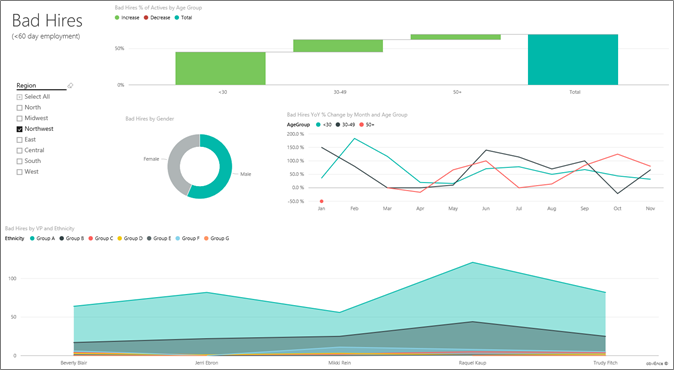 Bad Hires
(<60 day employment)
Region
Select All
North
Midwest
Northwest
East
Central
South
West
Bad Hires % of Actives by Age Group
Increase Decrease Total
50%
0%
<30 30-49 50+ Total
Bad Hires by Gender
Female
Male
Bad Hires YoY % Change by Month and Age Group
AgeGroup <30 30-49 50+
200.0 %
150.0 %
100.0 %
50.0 %
0.0 %
-50.0 %
Jan Feb Mar Apr May Jun Jul Aug Sep Oct Nov
Bad Hires by VP and Ethnicity
Ethnicity Group A Group B Group C Group D Group E Group F Group G
100
50
0
Beverly Blain Jent Ebron Mikki Rein Raquel Kaup Trudy Fitch